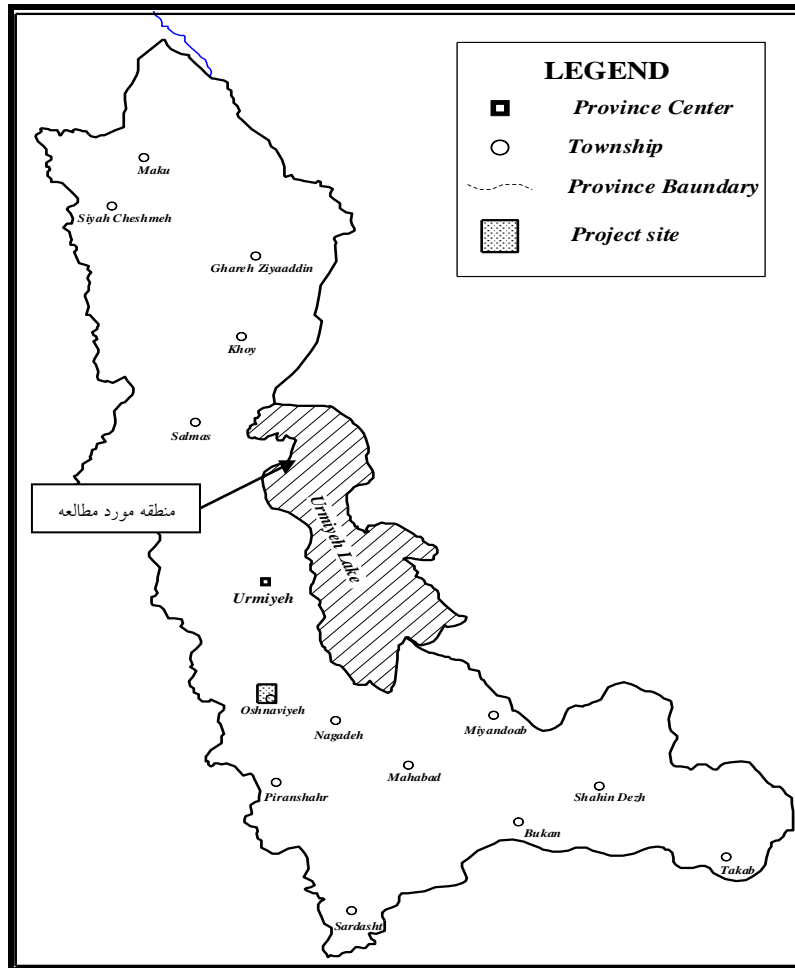 LEGEND
Province Center
Township
Province Baundary
Project site
Maku
Siyah Cheshmeh
Ghareh Ziyaaddin
Khoy
Salmas
منطقه مورد مطالعه
Urmiyeh Lake
Urmiyeh
Oshnaviyeh
Nagadeh
Miyandoab
Mahabad
Piranshahr
Shahin Dezh
Bukan
Takab
Sardasht